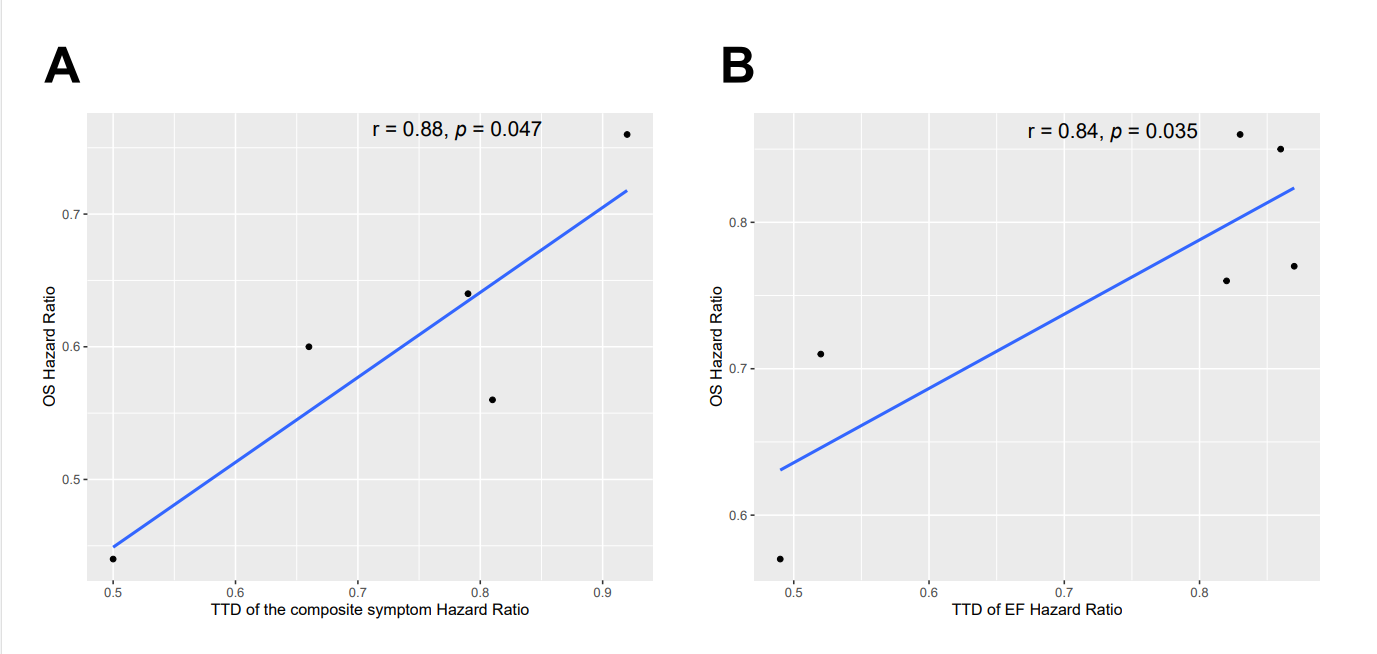 A
r = 0.88, p = 0.047
OS Hazard Ratio
0.7
0.6
0.5
0.5 0.6 0.7 0.8 0.9
TTD of the composite symptom Hazard Ratio
B
r = 0.84, p = 0.035
OS Hazard Ratio
0.8
0.7
0.6
0.5 0.6 0.7 0.8
TTD of EF Hazard Ratio